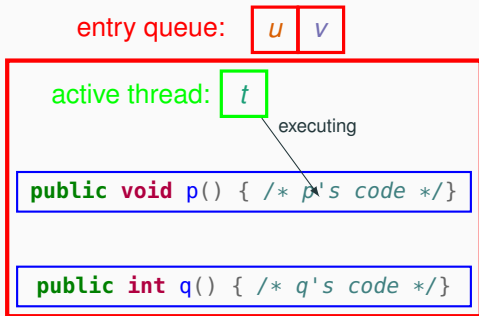 entry queue: u v
active thread: t
executing
public void p() { /* p's code */}
public int q() { /* q's code */}